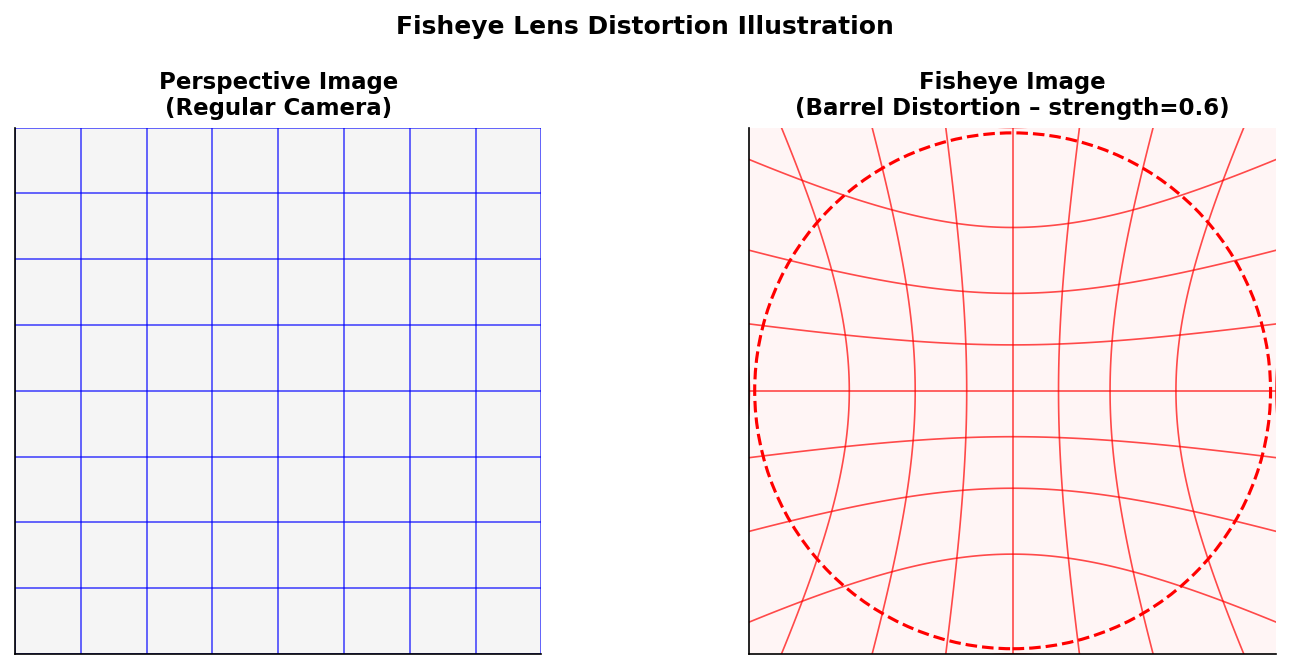 Fisheye Lens Distortion Illustration
Perspective Image
(Regular Camera)
Fisheye Image
(Barrel Distortion – strength=0.6)